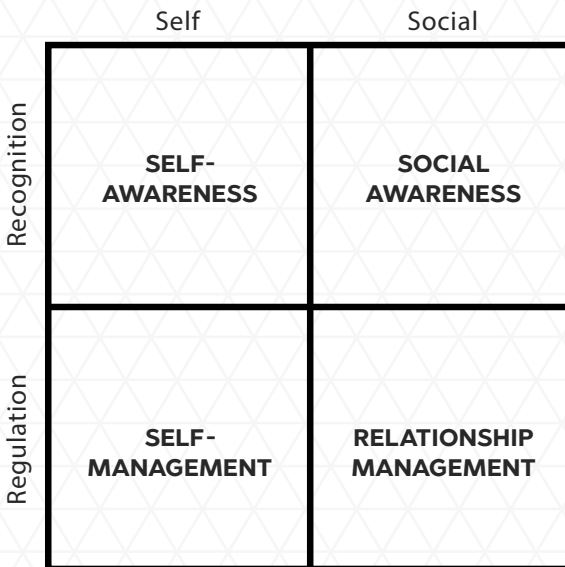 Self Social
Recognition
SELF-
AWARENESS
SOCIAL
AWARENESS
Regulation
SELF-
MANAGEMENT
RELATIONSHIP
MANAGEMENT